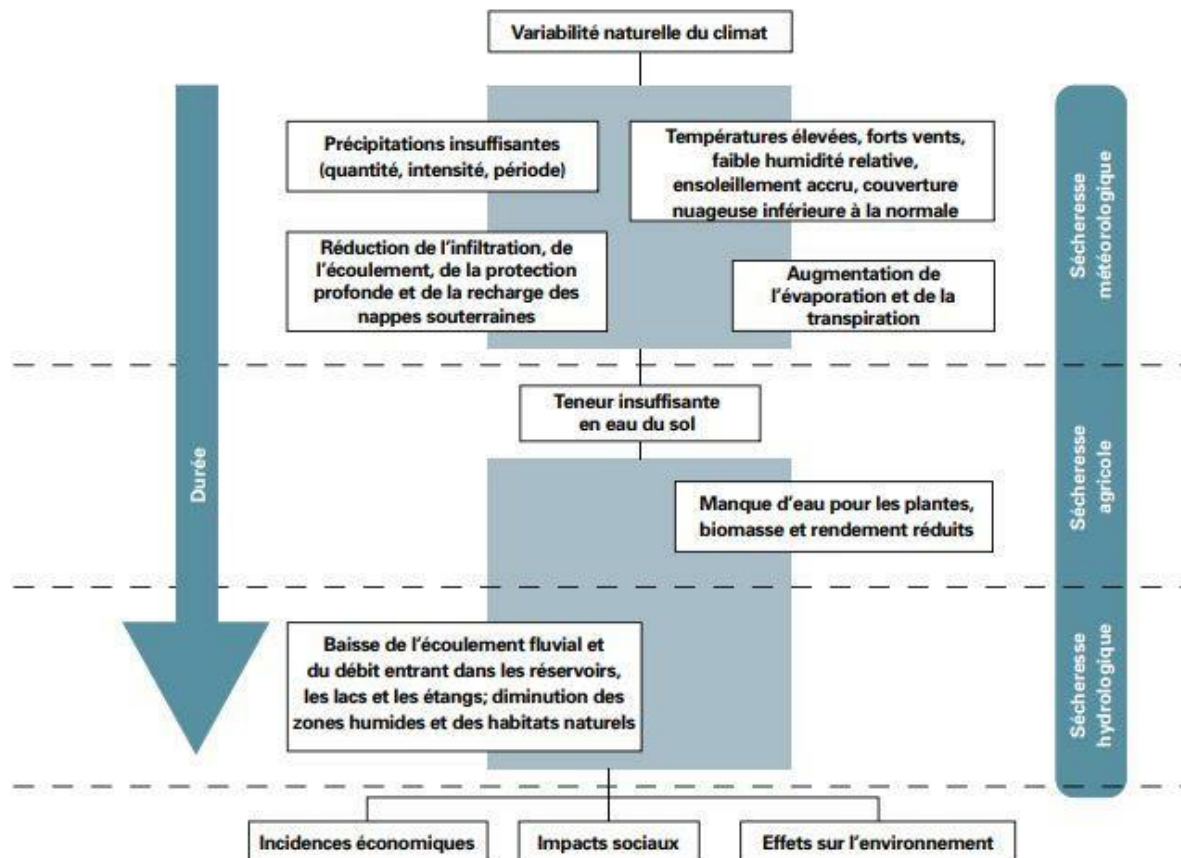 Variabilité naturelle du climat
Précipitations insuffisantes
(quantité, intensité, période)
Températures élevées, forts vents,
faible humidité relative,
ensoleillement accru, couverture
nuageuse inférieure à la normale
Réduction de l'infiltration, de
l'écoulement, de la protection
profonde et de la recharge des
nappes souterraines
Augmentation de
l'évaporation et de la
transpiration
Sécheresse
météorologique
Durée
Teneur insuffisante
en eau du sol
Manque d'eau pour les plantes,
biomasse et rendement réduits
Sécheresse
agricole
Baisse de l'écoulement fluvial et
du débit entrant dans les réservoirs,
les lacs et les étangs; diminution des
zones humides et des habitats naturels
Sécheresse
hydrologique
Incidences économiques
Impacts sociaux
Effets sur l'environnement